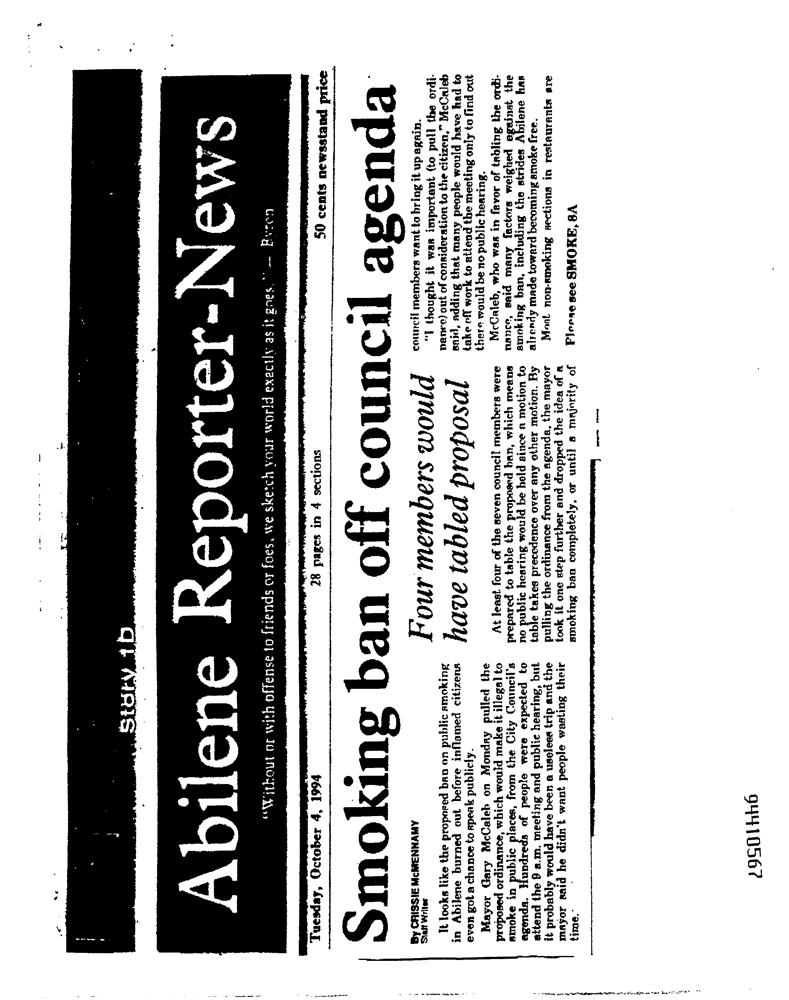 Story 1b
Abilene Reporter-News
"Without or with offense to friends or foes, we sketch your world exactly as it goes." — Byron
Tuesday, October 4, 1994
28 pages in 4 sections
50 cents newsstand price
Smoking ban off council agenda
By CRISSIE McMENNAMY
Staff Writer
It looks like the proposed ban on public smoking
in Abilene burned out before inflamed citizens
even got a chance to speak publicly.
Mayor Gary McCaleb on Monday pulled the
proposed ordinance, which would make it illegal to
smoke in public places, from the City Council's
agenda. Hundreds of people were expected to
attend the 9 a.m. meeting and public hearing, but
it probably would have been a useless trip and the
mayor said he didn't want people wasting their
time.
Four members would
have tabled proposal
At least four of the seven council members were
prepared to table the proposed ban, which means
no public hearing would be held since a motion to
table takes precedence over any other motion. By
pulling the ordinance from the agenda, the mayor
took it one step further and dropped the idea of a
smoking ban completely, or until a majority of
council members want to bring it up again.
"I thought it was important (to pull the ordi-
nance) out of consideration to the citizen," McCaleb
said, adding that many people would have had to
take off work to attend the meeting only to find out
there would be no public hearing.
McCaleb, who was in favor of tabling the ordi-
nance, said many factors weighed against the
smoking ban, including the strides Abilene has
already made toward becoming smoke free.
Most non-smoking sections in restaurants are
Please see SMOKE, 8A
94410567